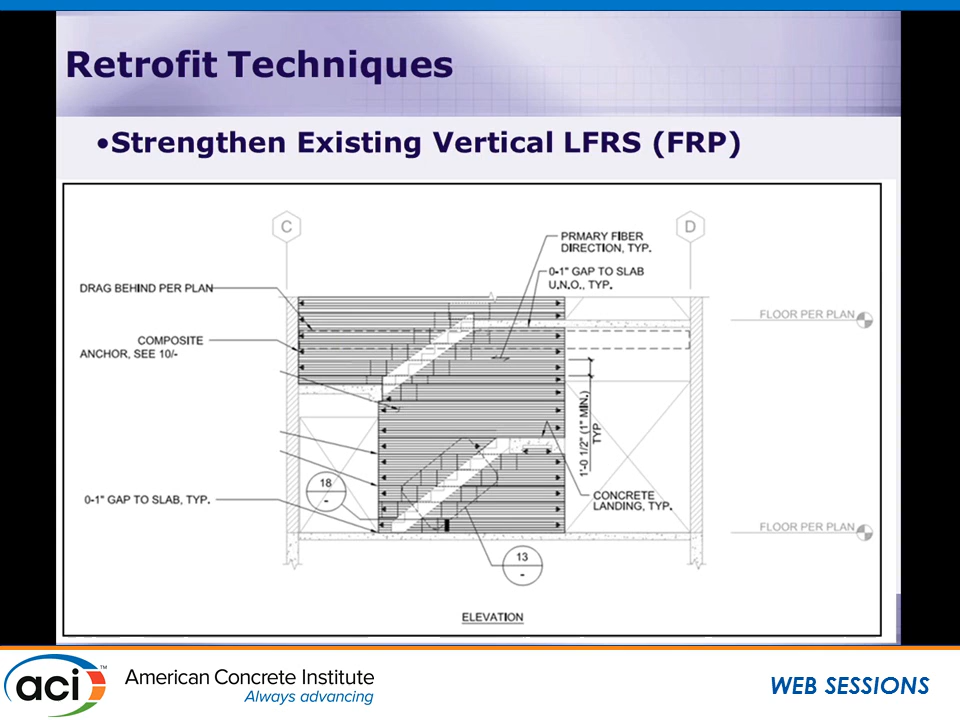 Retrofit Techniques
•Strengthen Existing Vertical LFRS (FRP)
C
D
PRMARY FIBER
DIRECTION, TYP.
0-1" GAP TO SLAB
U.N.O., TYP.
DRAG BEHIND PER PLAN
FLOOR PER PLAN
COMPOSITE
ANCHOR, SEE 10/-
1'-0 1/2" (1" MIN.)
TYP
18
-
0-1" GAP TO SLAB, TYP.
CONCRETE
LANDING, TYP.
FLOOR PER PLAN
13
-
ELEVATION
aci™
American Concrete Institute
Always advancing
WEB SESSIONS